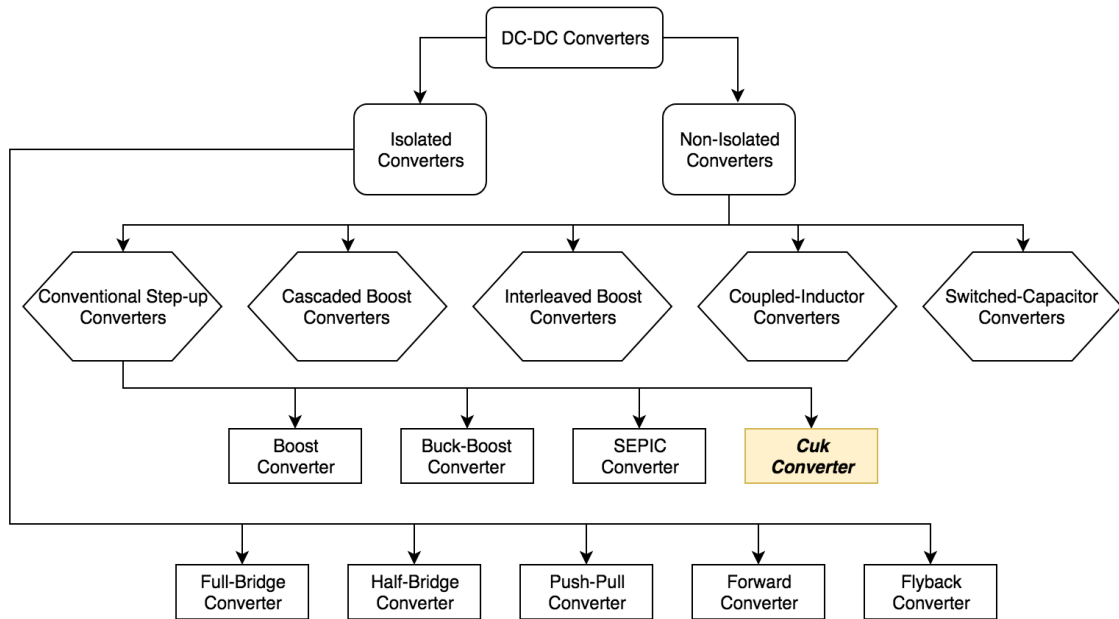 DC-DC Converters
Isolated
Converters
Non-Isolated
Converters
Conventional Step-up
Converters
Cascaded Boost
Converters
Interleaved Boost
Converters
Coupled-Inductor
Converters
Switched-Capacitor
Converters
Boost
Converter
Buck-Boost
Converter
SEPIC
Converter
Cuk
Converter
Full-Bridge
Converter
Half-Bridge
Converter
Push-Pull
Converter
Forward
Converter
Flyback
Converter